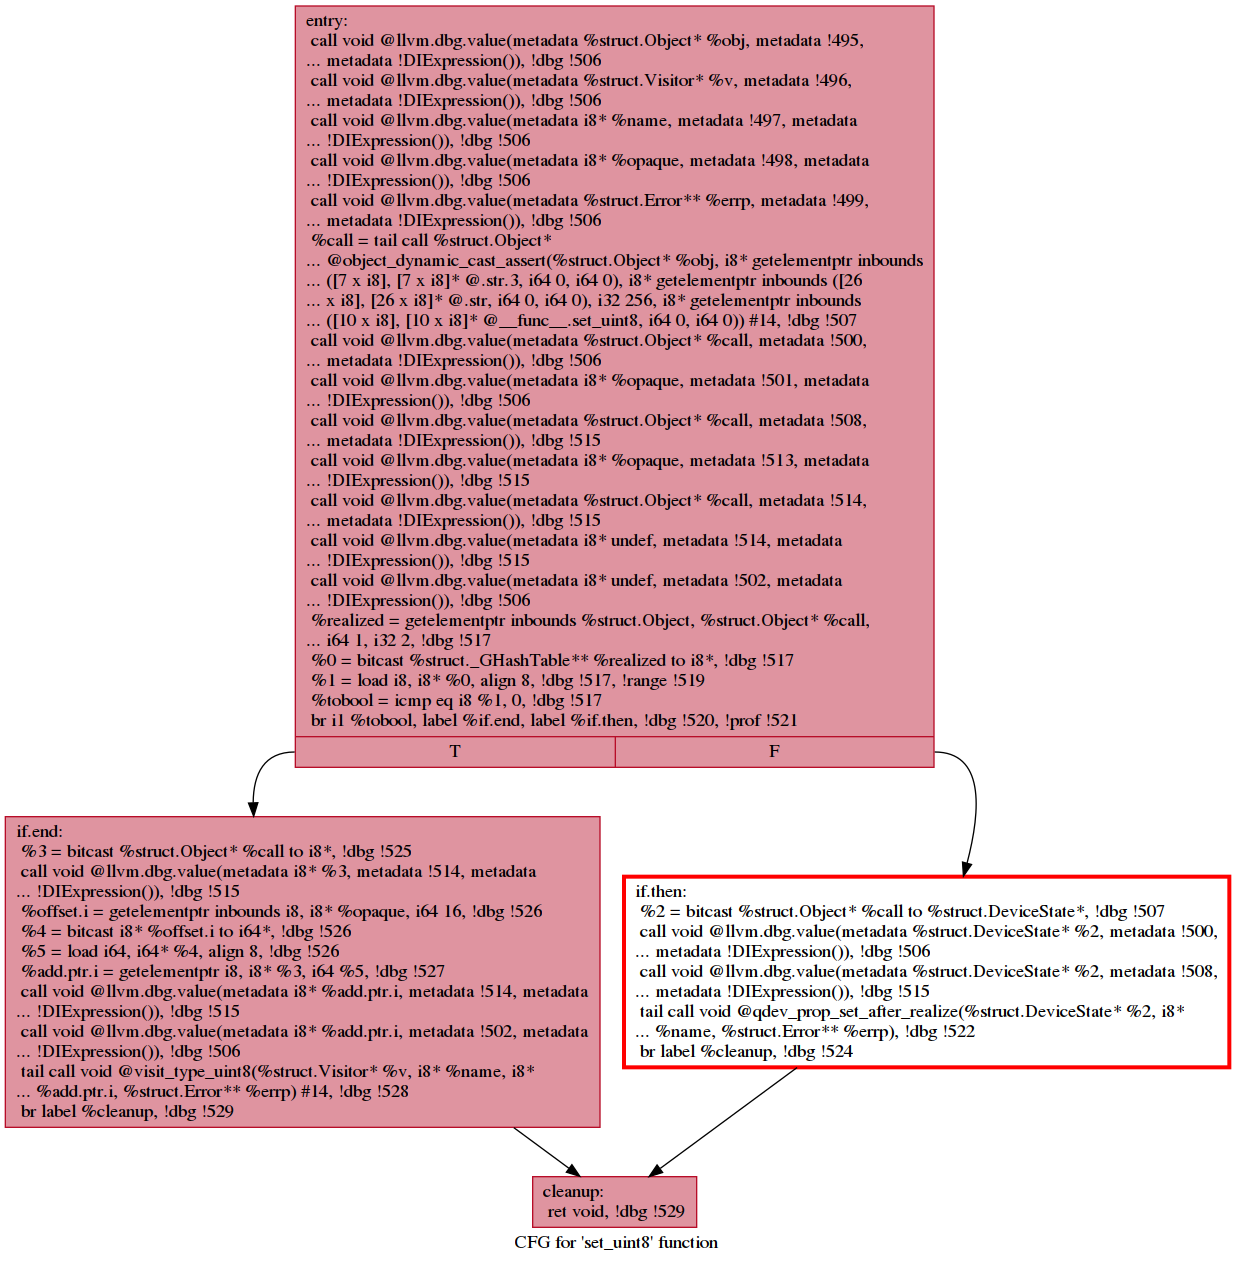 entry:
call void @llvm.dbg.value(metadata %struct.Object* %obj, metadata !495,
... metadata !DIExpression()), !dbg !506
call void @llvm.dbg.value(metadata %struct.Visitor* %v, metadata !496,
... metadata !DIExpression()), !dbg !506
call void @llvm.dbg.value(metadata i8* %name, metadata !497, metadata
... !DIExpression()), !dbg !506
call void @llvm.dbg.value(metadata i8* %opaque, metadata !498, metadata
... !DIExpression()), !dbg !506
call void @llvm.dbg.value(metadata %struct.Error** %errp, metadata !499,
... metadata !DIExpression()), !dbg !506
%call = tail call %struct.Object*
... @object_dynamic_cast_assert(%struct.Object* %obj, i8* getelementptr inbounds
... ([7 x i8], [7 x i8]* @.str.3, i64 0, i64 0), i8* getelementptr inbounds ([26
... x i8], [26 x i8]* @.str, i64 0, i64 0), i32 256, i8* getelementptr inbounds
... ([10 x i8], [10 x i8]* @__func__.set_uint8, i64 0, i64 0)) #14, !dbg !507
call void @llvm.dbg.value(metadata %struct.Object* %call, metadata !500,
... metadata !DIExpression()), !dbg !506
call void @llvm.dbg.value(metadata i8* %opaque, metadata !501, metadata
... !DIExpression()), !dbg !506
call void @llvm.dbg.value(metadata %struct.Object* %call, metadata !508,
... metadata !DIExpression()), !dbg !515
call void @llvm.dbg.value(metadata i8* %opaque, metadata !513, metadata
... !DIExpression()), !dbg !515
call void @llvm.dbg.value(metadata %struct.Object* %call, metadata !514,
... metadata !DIExpression()), !dbg !515
call void @llvm.dbg.value(metadata i8* undef, metadata !514, metadata
... !DIExpression()), !dbg !515
call void @llvm.dbg.value(metadata i8* undef, metadata !502, metadata
... !DIExpression()), !dbg !506
%realized = getelementptr inbounds %struct.Object, %struct.Object* %call,
... i64 1, i32 2, !dbg !517
%0 = bitcast %struct._GHashTable** %realized to i8*, !dbg !517
%1 = load i8, i8* %0, align 8, !dbg !517, !range !519
%tobool = icmp eq i8 %1, 0, !dbg !517
br i1 %tobool, label %if.end, label %if.then, !dbg !520, !prof !521
T
F
if.end:
%3 = bitcast %struct.Object* %call to i8*, !dbg !525
call void @llvm.dbg.value(metadata i8* %3, metadata !514, metadata
... !DIExpression()), !dbg !515
%offset.i = getelementptr inbounds i8, i8* %opaque, i64 16, !dbg !526
%4 = bitcast i8* %offset.i to i64*, !dbg !526
%5 = load i64, i64* %4, align 8, !dbg !526
%add.ptr.i = getelementptr i8, i8* %3, i64 %5, !dbg !527
call void @llvm.dbg.value(metadata i8* %add.ptr.i, metadata !514, metadata
... !DIExpression()), !dbg !515
call void @llvm.dbg.value(metadata i8* %add.ptr.i, metadata !502, metadata
... !DIExpression()), !dbg !506
tail call void @visit_type_uint8(%struct.Visitor* %v, i8* %name, i8*
... %add.ptr.i, %struct.Error** %errp) #14, !dbg !528
br label %cleanup, !dbg !529
if.then:
%2 = bitcast %struct.Object* %call to %struct.DeviceState*, !dbg !507
call void @llvm.dbg.value(metadata %struct.DeviceState* %2, metadata !500,
... metadata !DIExpression()), !dbg !506
call void @llvm.dbg.value(metadata %struct.DeviceState* %2, metadata !508,
... metadata !DIExpression()), !dbg !515
tail call void @qdev_prop_set_after_realize(%struct.DeviceState* %2, i8*
... %name, %struct.Error** %errp), !dbg !522
br label %cleanup, !dbg !524
cleanup:
ret void, !dbg !529
CFG for 'set_uint8' function